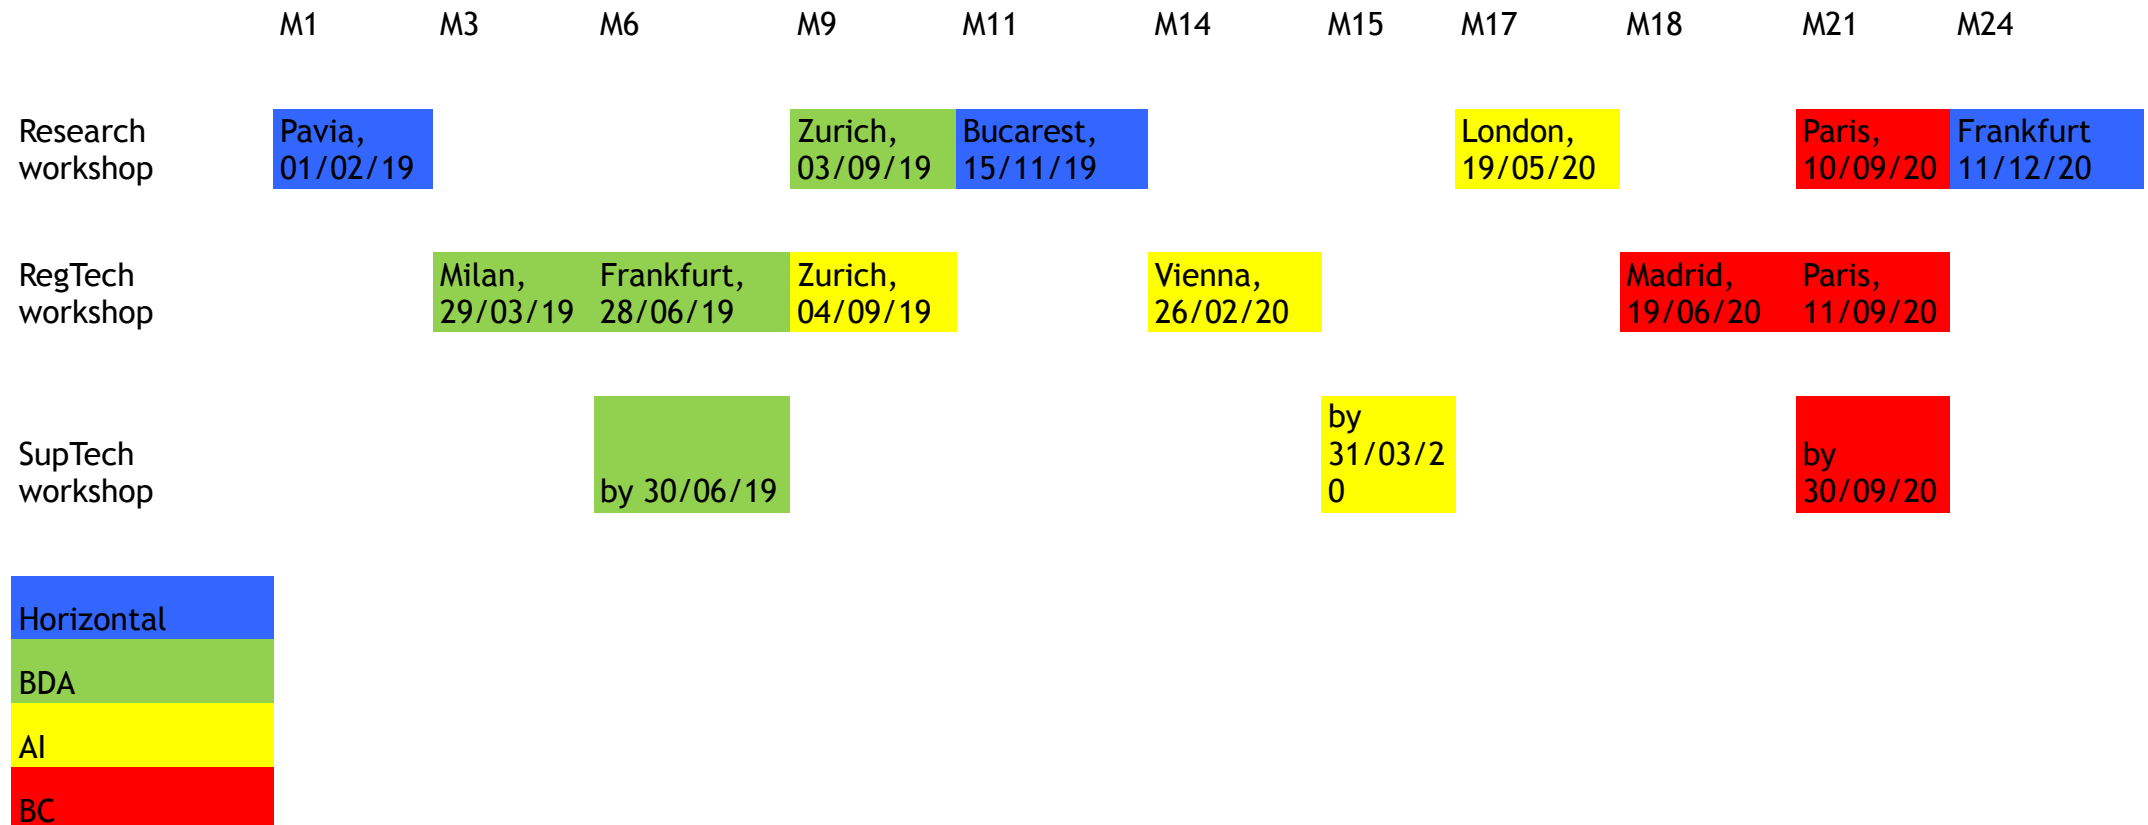 M1 M3 M6 M9 M11 M14 M15 M17 M18 M21 M24
Research Pavia, Zurich, Bucarest, London, Paris, Frankfurt
workshop 01/02/19 03/09/19 15/11/19 19/05/20 10/09/20 11/12/20
RegTech Milan, Frankfurt, Zurich, Vienna, Madrid, Paris,
workshop 29/03/19 28/06/19 04/09/19 26/02/20 19/06/20 11/09/20
by
SupTech 31/03/2 by
workshop by 30/06/19 0 30/09/20
Horizontal
BDA
AI
BC